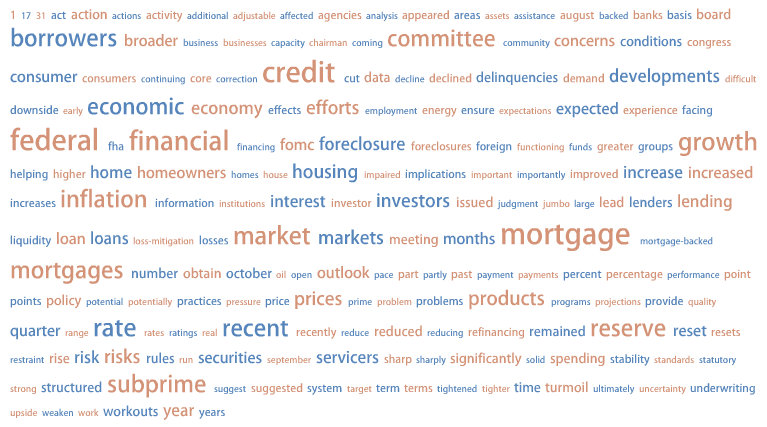 1 17 31 act action actions activity additional adjustable affected agencies analysis appeared areas assets assistance august backed banks basis board
borrowers broader business businesses capacity chairman coming committee community concerns conditions congress
consumer consumers continuing core correction credit cut data decline declined delinquencies demand developments difficult
downside early economic economy effects efforts employment energy ensure expectations expected experience facing
federal fha financial financing fomc foreclosure foreclosures foreign functioning funds greater groups growth
helping higher home homeowners homes house housing impaired implications important importantly improved increase increased
increases inflation information institutions interest investor investors issued judgment jumbo large lead lenders lending
liquidity loan loans loss-mitigation losses market markets meeting months mortgage mortgage-backed
mortgages number obtain october oil open outlook pace part partly past payment payments percent percentage performance point
points policy potential potentially practices pressure price prices prime problem problems products programs projections provide quality
quarter range rate rates ratings real recent recently reduce reduced reducing refinancing remained reserve reset resets
restraint rise risk risks rules run securities september servicers sharp sharply significantly solid spending stability standards statutory
strong structured subprime suggest suggested system target term terms tightened tighter time turmoil ultimately uncertainty underwriting
upside weaken work workouts year years